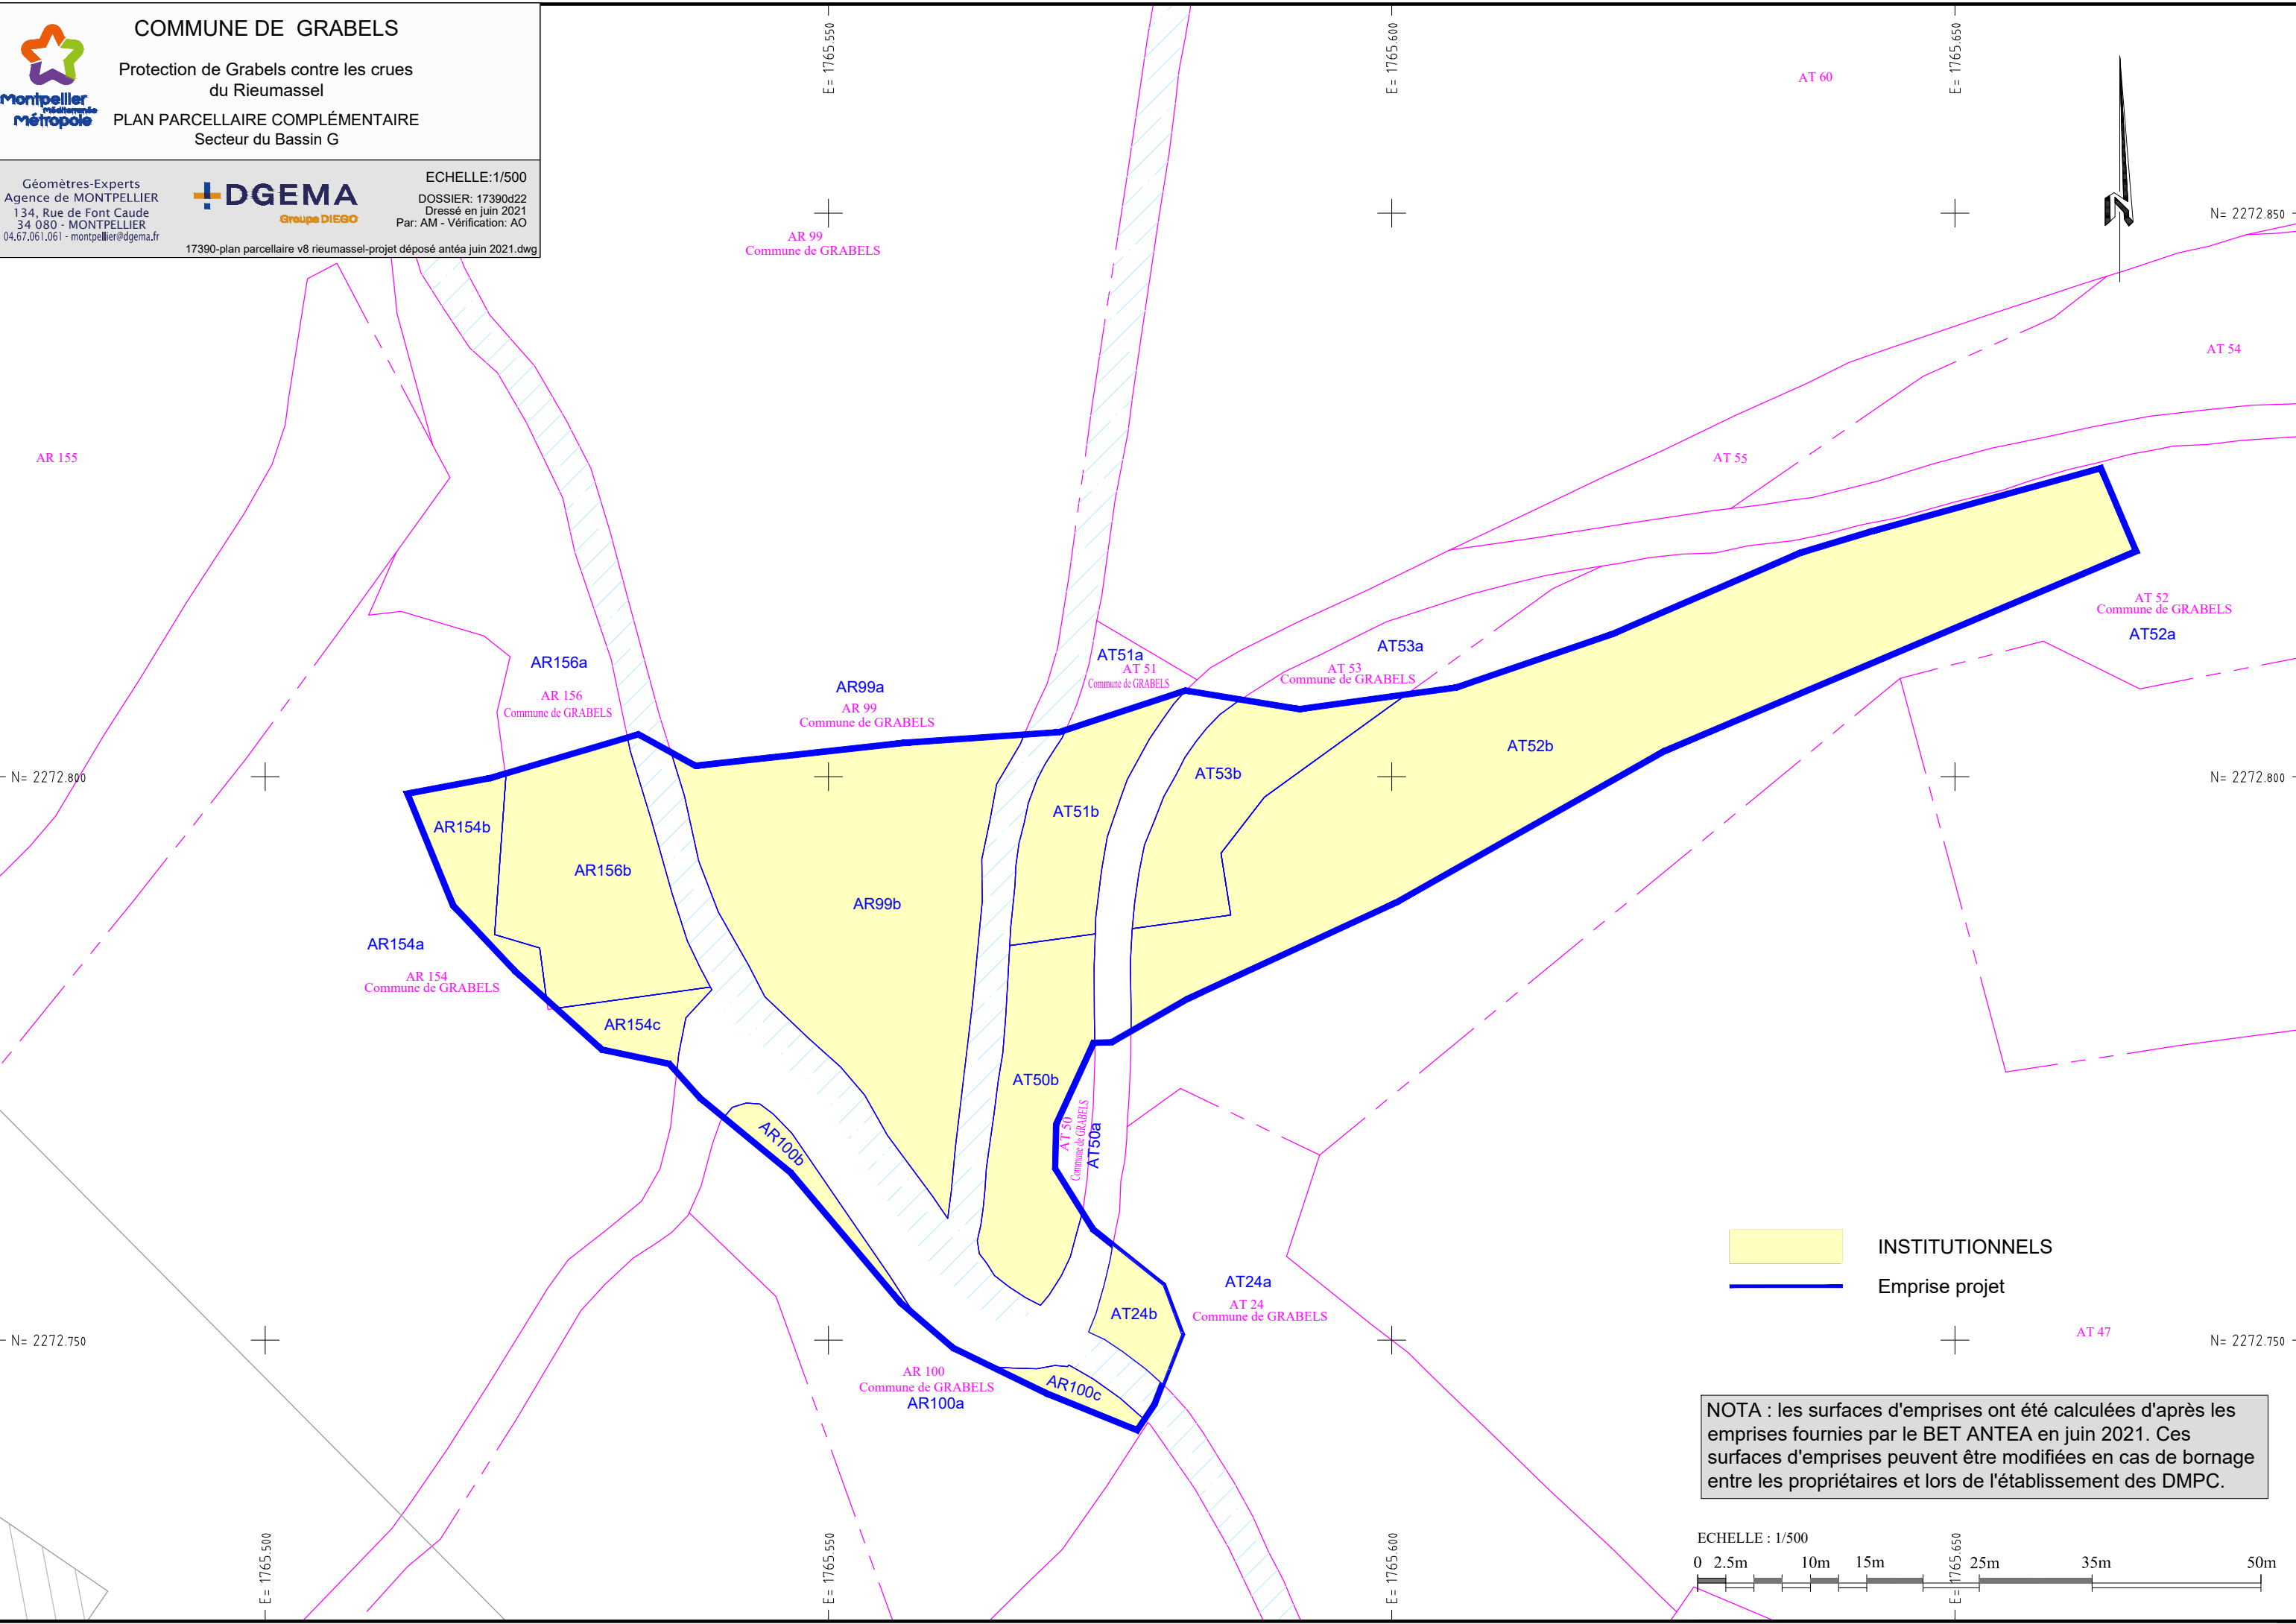 COMMUNE DE GRABELS
Protection de Grabels contre les crues
du Rieumassel
PLAN PARCELLAIRE COMPLÉMENTAIRE
Secteur du Bassin G
Montpellier
Méditerranée
Métropole
Géomètres-Experts
Agence de MONTPELLIER
134, Rue de Font Caude
34 080 - MONTPELLIER
04.67.061.061 - montpellier@dgema.fr
DGEMA
Groupe DIEGO
ECHELLE:1/500
DOSSIER: 17390d22
Dressé en juin 2021
Par: AM - Vérification: AO
17390-plan parcellaire v8 rieumassel-projet déposé antéa juin 2021.dwg
E= 1765.550
E= 1765.600
E= 1765.650
AT 60
N= 2272.850
AR 99
Commune de GRABELS
AT 54
AR 155
AT 55
AT 52
Commune de GRABELS
AT52a
AR156a
AR 156
Commune de GRABELS
AR99a
AR 99
Commune de GRABELS
AT51a
AT 51
Commune de GRABELS
AT53a
AT 53
Commune de GRABELS
AT52b
N= 2272.800
AT53b
N= 2272.800
AR154b
AT51b
AR156b
AR99b
AR154a
AR 154
Commune de GRABELS
AR154c
AT50b
AT 50
Commune de GRABELS
AT50a
AR100b
INSTITUTIONNELS
Emprise projet
AT24a
AT 24
Commune de GRABELS
AT24b
N= 2272.750
AT 47
N= 2272.750
AR 100
Commune de GRABELS
AR100a
AR100c
NOTA : les surfaces d'emprises ont été calculées d'après les
emprises fournies par le BET ANTEA en juin 2021. Ces
surfaces d'emprises peuvent être modifiées en cas de bornage
entre les propriétaires et lors de l'établissement des DMPC.
E= 1765.500
E= 1765.550
E= 1765.600
E= 1765.650
ECHELLE : 1/500
0 2.5m 10m 15m 25m 35m 50m